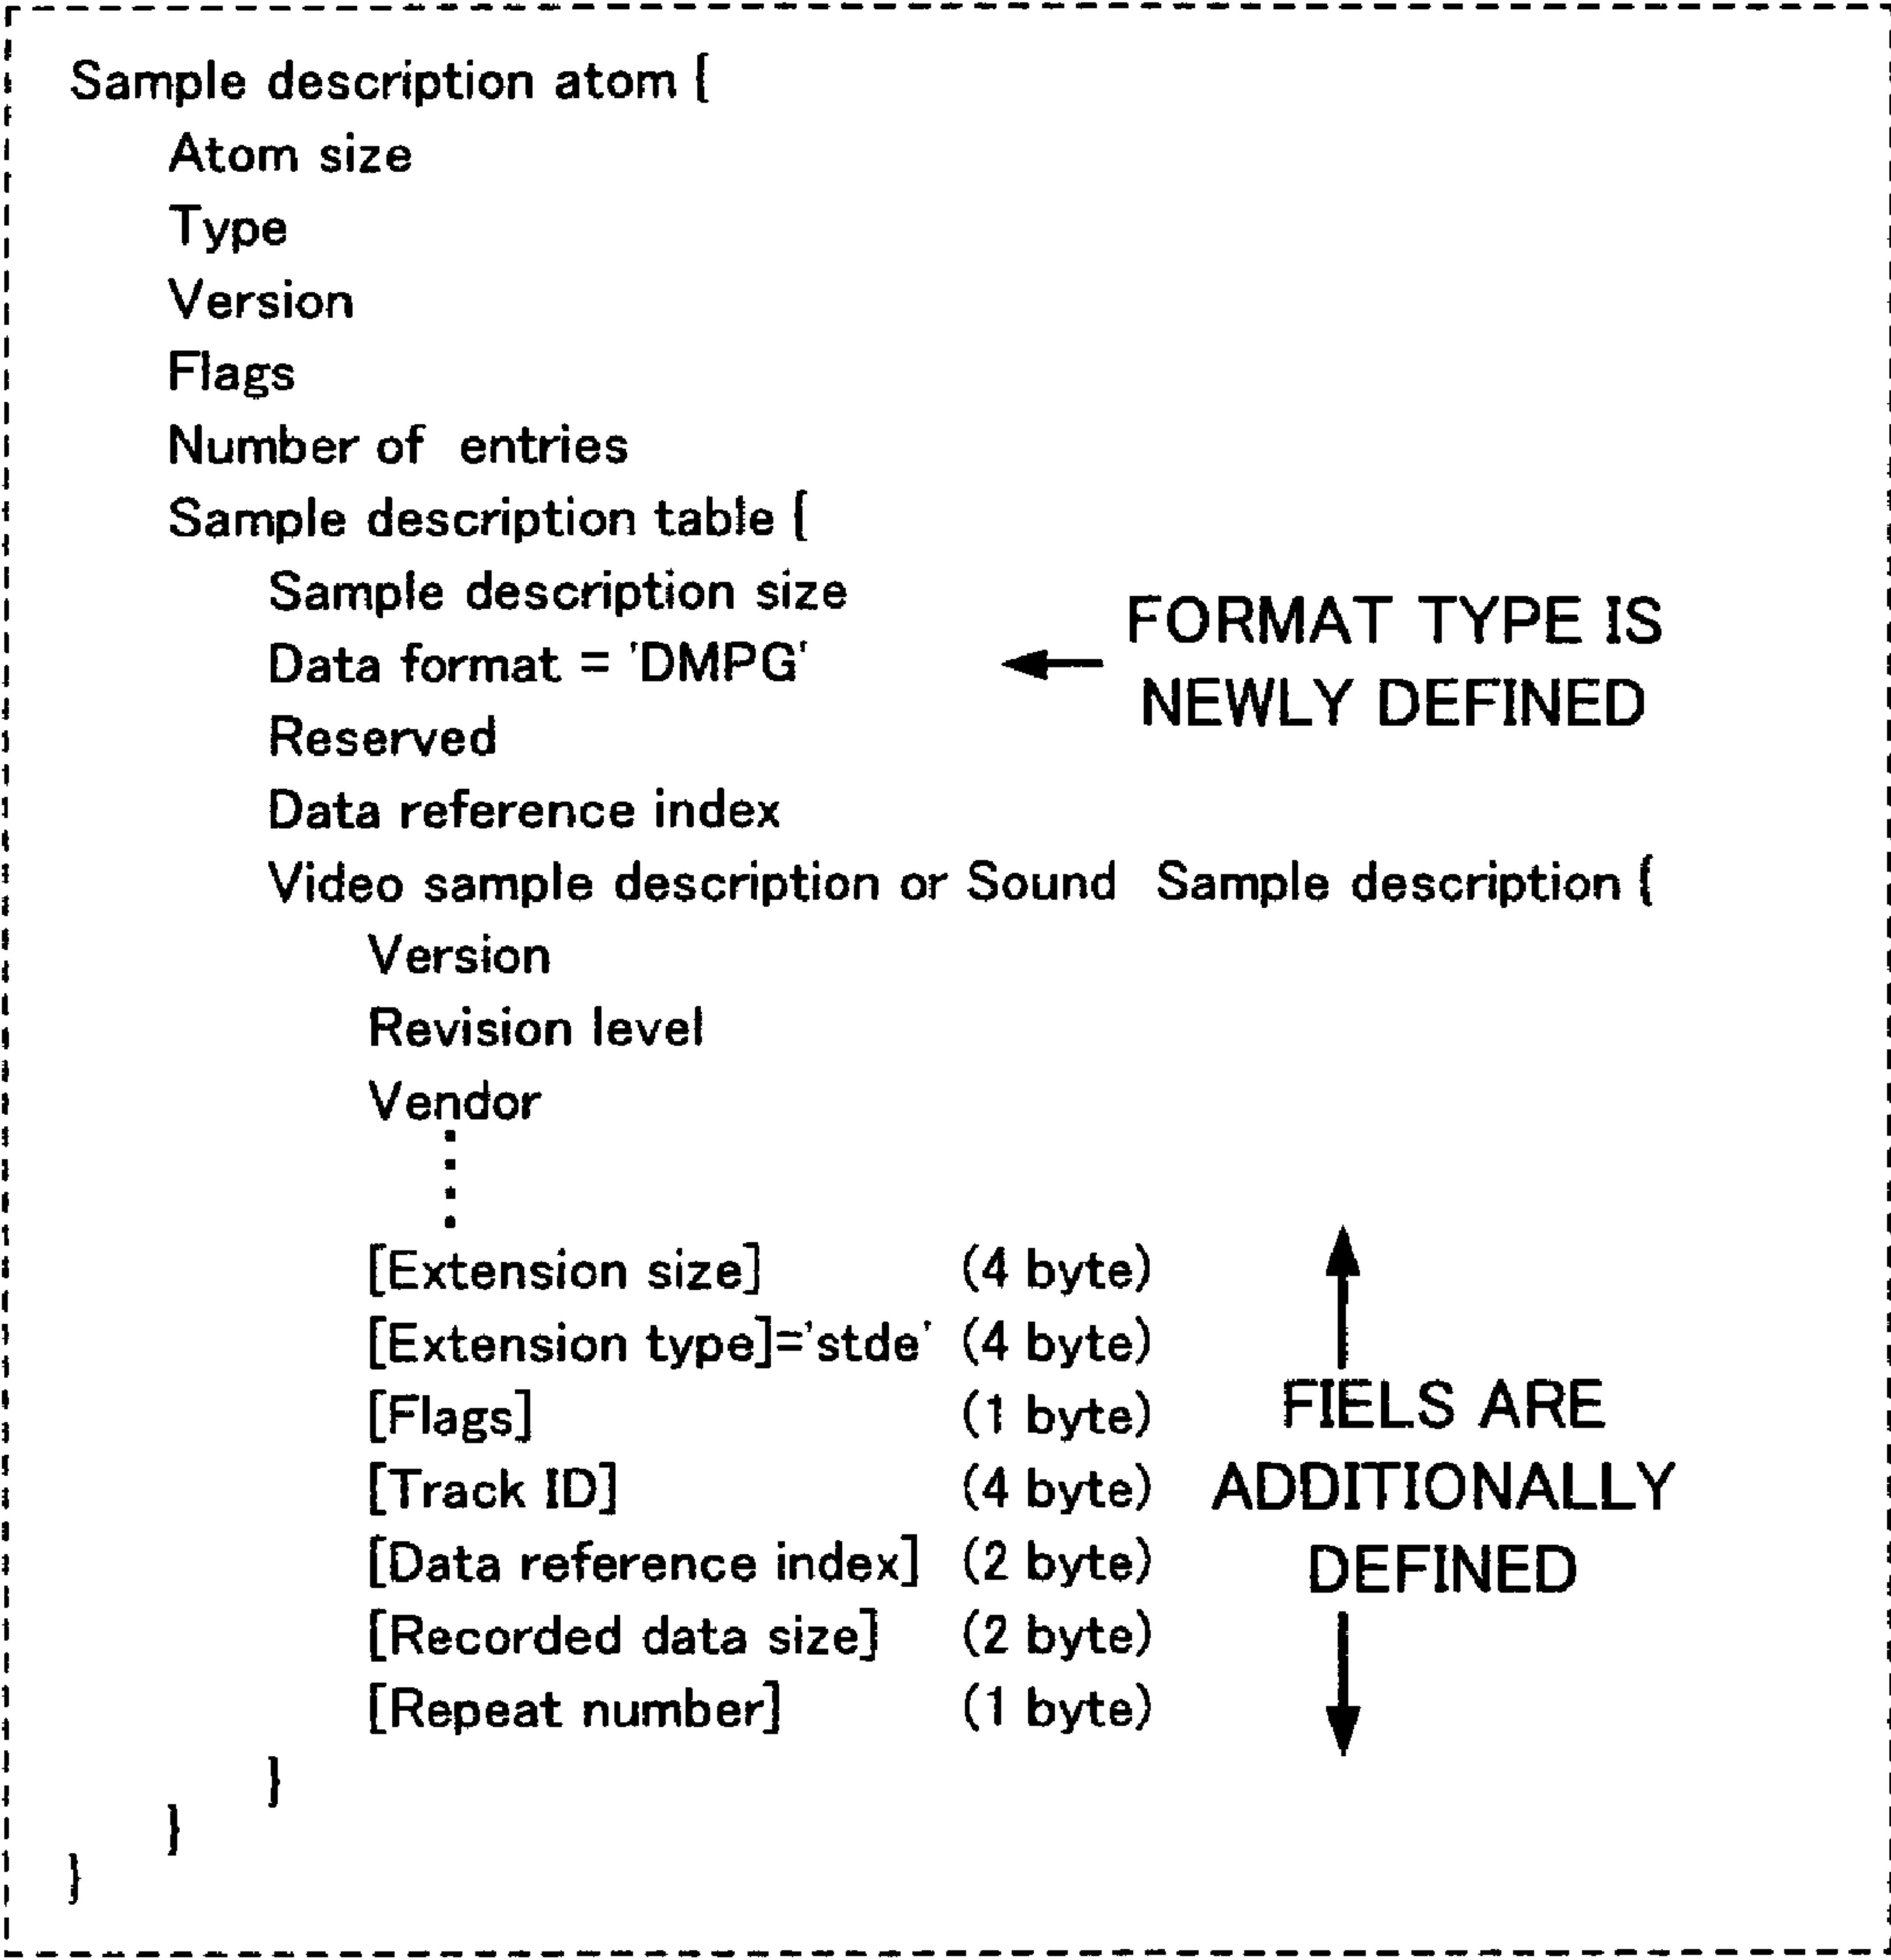 Sample description atom {
Atom size
Type
Version
Flags
Number of entries
Sample description table {
Sample description size
Data format = 'DMPG'
Reserved
Data reference index
Video sample description or Sound Sample description {
Version
Revision level
Vendor
[Extension size] (4 byte)
[Extension type]='stde' (4 byte)
[Flags] (1 byte)
[Track ID] (4 byte)
[Data reference index] (2 byte)
[Recorded data size] (2 byte)
[Repeat number] (1 byte)
}
}
}
FORMAT TYPE IS
NEWLY DEFINED
FIELS ARE
ADDITIONALLY
DEFINED